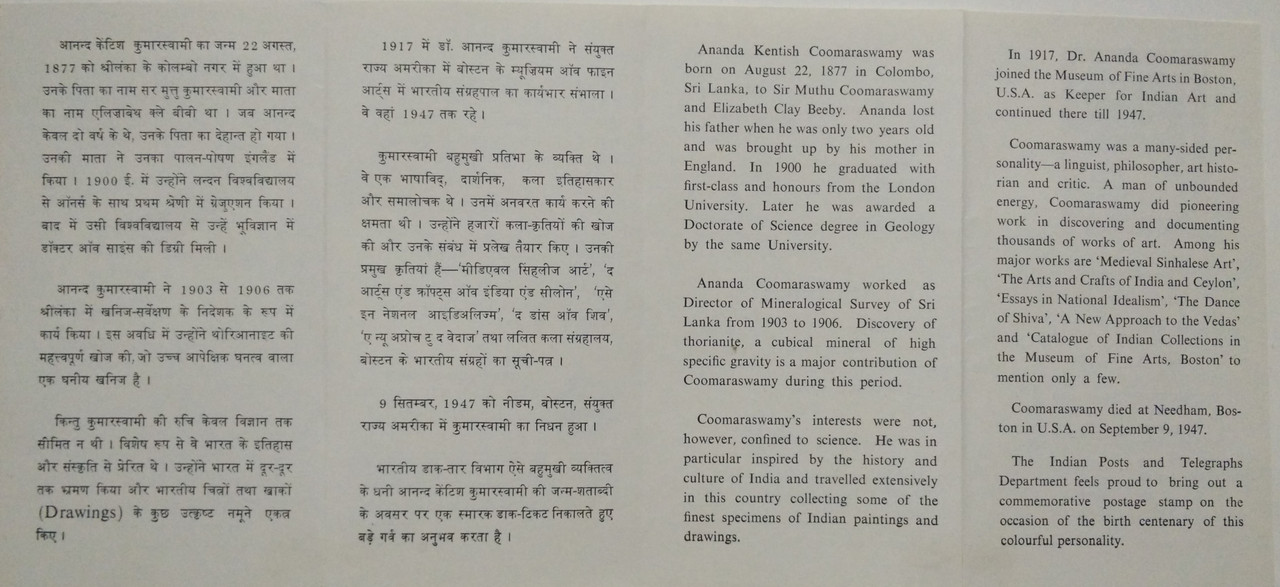 आनन्द केंटिश कुमारस्वामी का जन्म 22 अगस्त,
1877 को श्रीलंका के कोलम्बो नगर में हुआ था ।
उनके पिता का नाम सर मुत्तु कुमारस्वामी और माता
का नाम एलिज़ाबेथ क्ले बीबी था । जब आनन्द
केवल दो वर्ष के थे, उनके पिता का देहान्त हो गया ।
उनकी माता ने उनका पालन-पोषण इंगलैंड में
किया । 1900 ई. में उन्होंने लन्दन विश्वविद्यालय
से ऑनर्स के साथ प्रथम श्रेणी में ग्रेजुएशन किया ।
बाद में उसी विश्वविद्यालय से उन्हें भूविज्ञान में
डॉक्टर ऑव साइंस की डिग्री मिली ।
आनन्द कुमारस्वामी ने 1903 से 1906 तक
श्रीलंका में खनिज-सर्वेक्षण के निदेशक के रूप में
कार्य किया । इस अवधि में उन्होंने थोरिआनाइट की
महत्त्वपूर्ण खोज की, जो उच्च आपेक्षिक घनत्व वाला
एक घनीय खनिज है ।
किन्तु कुमारस्वामी की रुचि केवल विज्ञान तक
सीमित न थी । विशेष रूप से वे भारत के इतिहास
और संस्कृति से प्रेरित थे । उन्होंने भारत में दूर-दूर
तक भ्रमण किया और भारतीय चित्रों तथा खाकों
(Drawings) के कुछ उत्कृष्ट नमूने एकत्र
किए ।
1917 में डॉ. आनन्द कुमारस्वामी ने संयुक्त
राज्य अमरीका में बोस्टन के म्यूज़ियम ऑव फाइन
आर्ट्स में भारतीय संग्रहपाल का कार्यभार संभाला ।
वे वहां 1947 तक रहे ।
कुमारस्वामी बहुमुखी प्रतिभा के व्यक्ति थे ।
वे एक भाषाविद्, दार्शनिक, कला इतिहासकार
और समालोचक थे । उनमें अनवरत कार्य करने की
क्षमता थी । उन्होंने हजारों कला-कृतियों की खोज
की और उनके संबंध में प्रलेख तैयार किए । उनकी
प्रमुख कृतियां हैं—'मीडिएवल सिंहलीज आर्ट', 'द
आर्ट्स एंड क्रॉफ्ट्स ऑव इंडिया एंड सीलोन', 'एसे
इन नेशनल आइडिअलिज्म', 'द डांस ऑव शिव',
'ए न्यू अप्रोच टु द वेदाज' तथा ललित कला संग्रहालय,
बोस्टन के भारतीय संग्रहों का सूची-पत्र ।
9 सितम्बर, 1947 को नीडम, बोस्टन, संयुक्त
राज्य अमरीका में कुमारस्वामी का निधन हुआ ।
भारतीय डाक-तार विभाग ऐसे बहुमुखी व्यक्तित्व
के धनी आनन्द केंटिश कुमारस्वामी की जन्म-शताब्दी
के अवसर पर एक स्मारक डाक-टिकट निकालते हुए
बड़े गर्व का अनुभव करता है ।
Ananda Kentish Coomaraswamy was
born on August 22, 1877 in Colombo,
Sri Lanka, to Sir Muthu Coomaraswamy
and Elizabeth Clay Beeby. Ananda lost
his father when he was only two years old
and was brought up by his mother in
England. In 1900 he graduated with
first-class and honours from the London
University. Later he was awarded a
Doctorate of Science degree in Geology
by the same University.
Ananda Coomaraswamy worked as
Director of Mineralogical Survey of Sri
Lanka from 1903 to 1906. Discovery of
thorianite, a cubical mineral of high
specific gravity is a major contribution of
Coomaraswamy during this period.
Coomaraswamy's interests were not,
however, confined to science. He was in
particular inspired by the history and
culture of India and travelled extensively
in this country collecting some of the
finest specimens of Indian paintings and
drawings.
In 1917, Dr. Ananda Coomaraswamy
joined the Museum of Fine Arts in Boston,
U.S.A. as Keeper for Indian Art and
continued there till 1947.
Coomaraswamy was a many-sided per-
sonality—a linguist, philosopher, art histo-
rian and critic. A man of unbounded
energy, Coomaraswamy did pioneering
work in discovering and documenting
thousands of works of art. Among his
major works are 'Medieval Sinhalese Art',
'The Arts and Crafts of India and Ceylon',
'Essays in National Idealism', 'The Dance
of Shiva', 'A New Approach to the Vedas'
and 'Catalogue of Indian Collections in
the Museum of Fine Arts, Boston' to
mention only a few.
Coomaraswamy died at Needham, Bos-
ton in U.S.A. on September 9, 1947.
The Indian Posts and Telegraphs
Department feels proud to bring out a
commemorative postage stamp on the
occasion of the birth centenary of this
colourful personality.